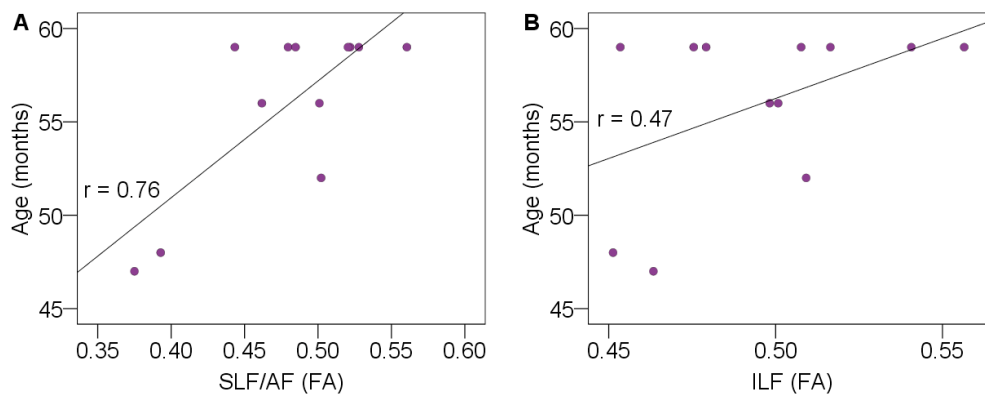 A
60
55
50
45
Age (months)
r = 0.76
0.35 0.40 0.45 0.50 0.55 0.60
SLF/AF (FA)
B
60
55
50
45
Age (months)
r = 0.47
0.45 0.50 0.55
ILF (FA)